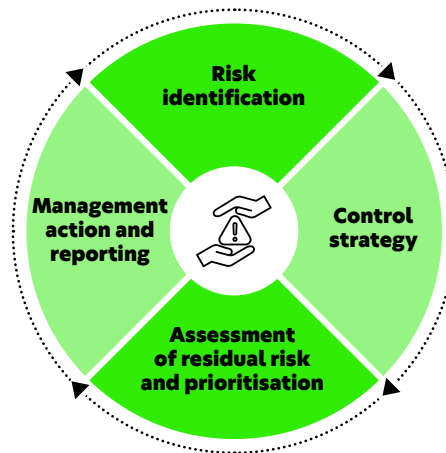 Risk
identification
Management
action and
reporting
Control
strategy
Assessment
of residual risk
and prioritisation